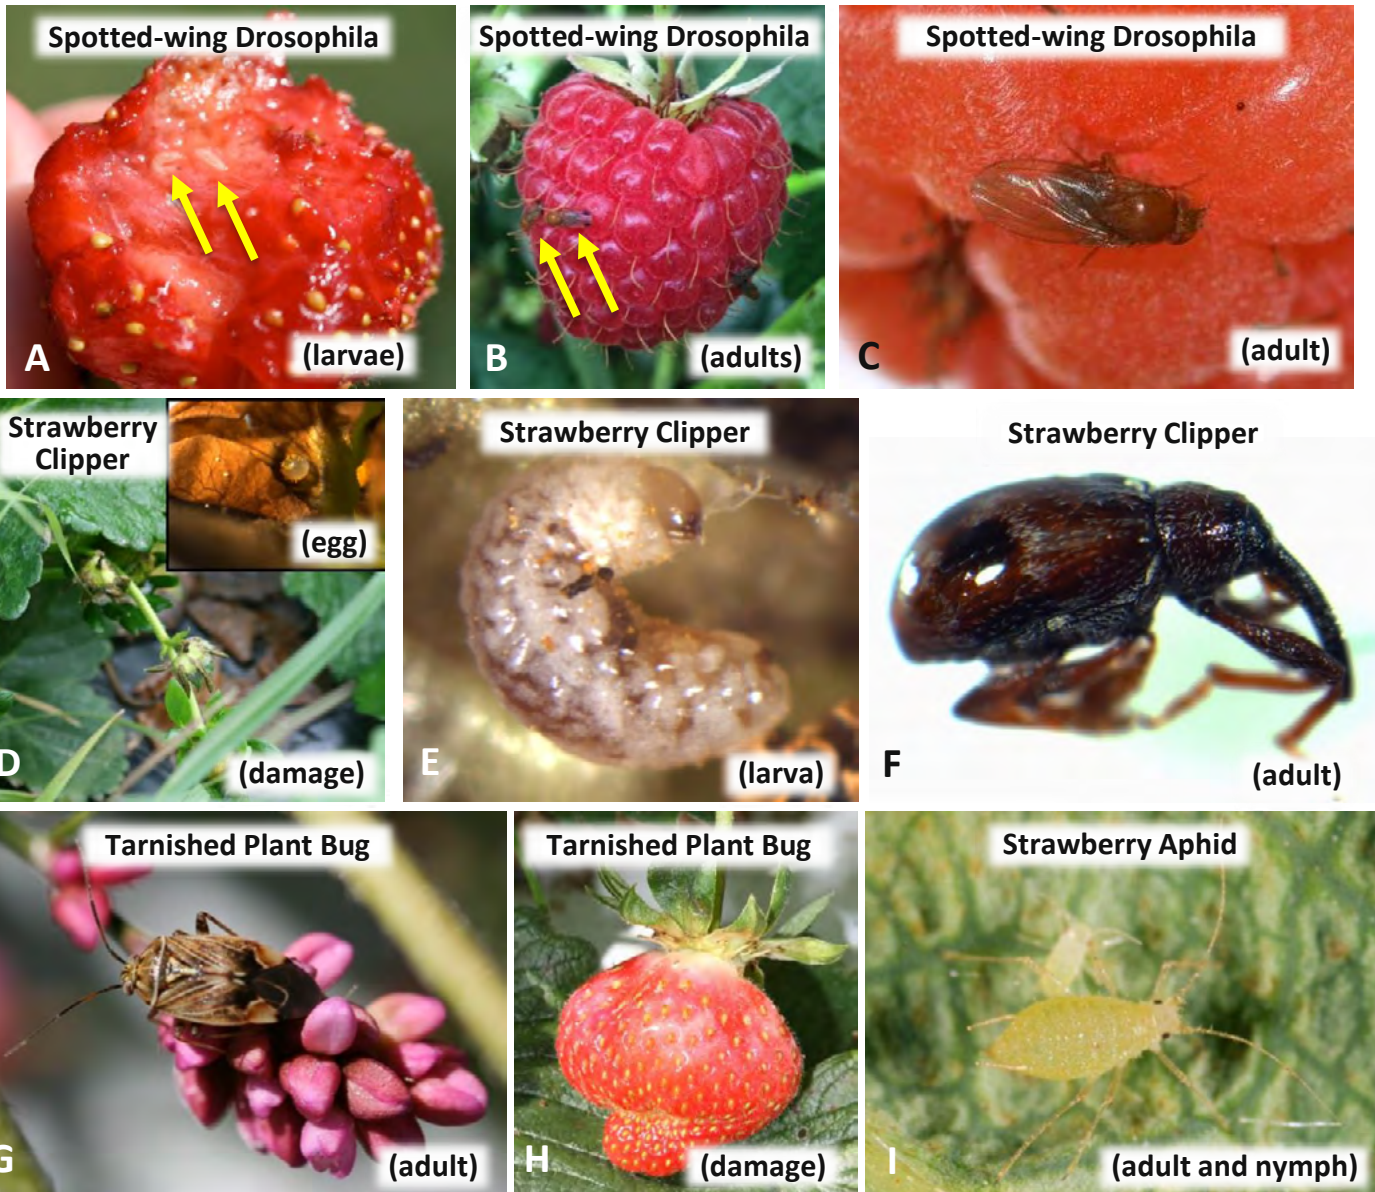 Spotted-wing Drosophila
A
(larvae)
Spotted-wing Drosophila
B
(adults)
Spotted-wing Drosophila
C
(adult)
Strawberry
Clipper
(egg)
D
(damage)
Strawberry Clipper
E
(larva)
Strawberry Clipper
F
(adult)
Tarnished Plant Bug
G
(adult)
Tarnished Plant Bug
H
(damage)
Strawberry Aphid
I
(adult and nymph)